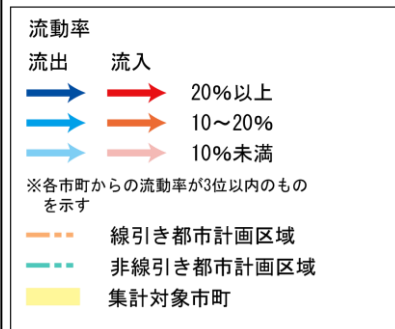 流動率
流出 流入
20%以上
10～20%
10%未満
※各市町からの流動率が3位以内のもの
を示す
線引き都市計画区域
非線引き都市計画区域
集計対象市町